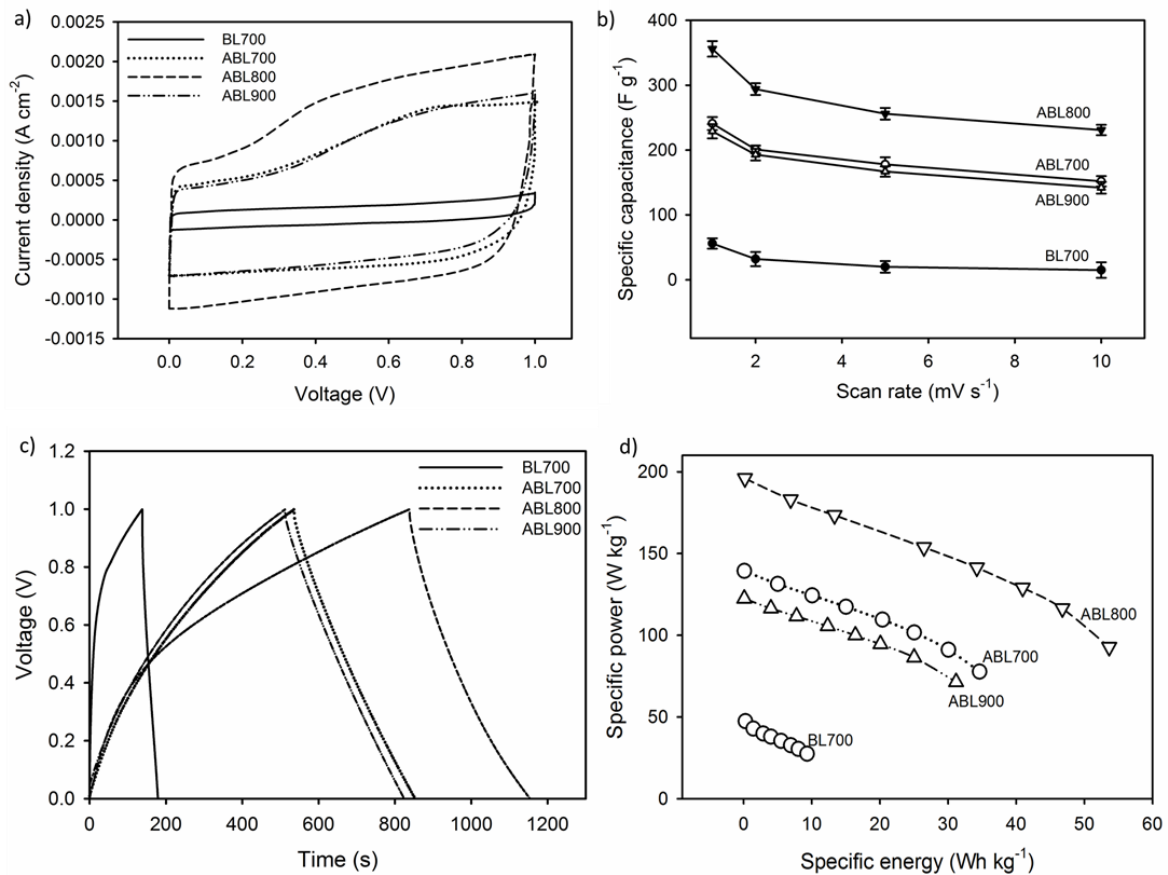 a)
0.0025
0.0020
0.0015
0.0010
0.0005
0.0000
-0.0005
-0.0010
-0.0015
Current density (A cm⁻²)
BL700
ABL700
ABL800
ABL900
0.0 0.2 0.4 0.6 0.8 1.0
Voltage (V)
b)
400
300
200
100
0
Specific capacitance (F g⁻¹)
ABL800
ABL700
ABL900
BL700
2 4 6 8 10
Scan rate (mV s⁻¹)
c)
1.2
1.0
0.8
0.6
0.4
0.2
0.0
Voltage (V)
BL700
ABL700
ABL800
ABL900
0 200 400 600 800 1000 1200
Time (s)
d)
200
150
100
50
0
Specific power (W kg⁻¹)
ABL800
ABL700
ABL900
BL700
0 10 20 30 40 50 60
Specific energy (Wh kg⁻¹)